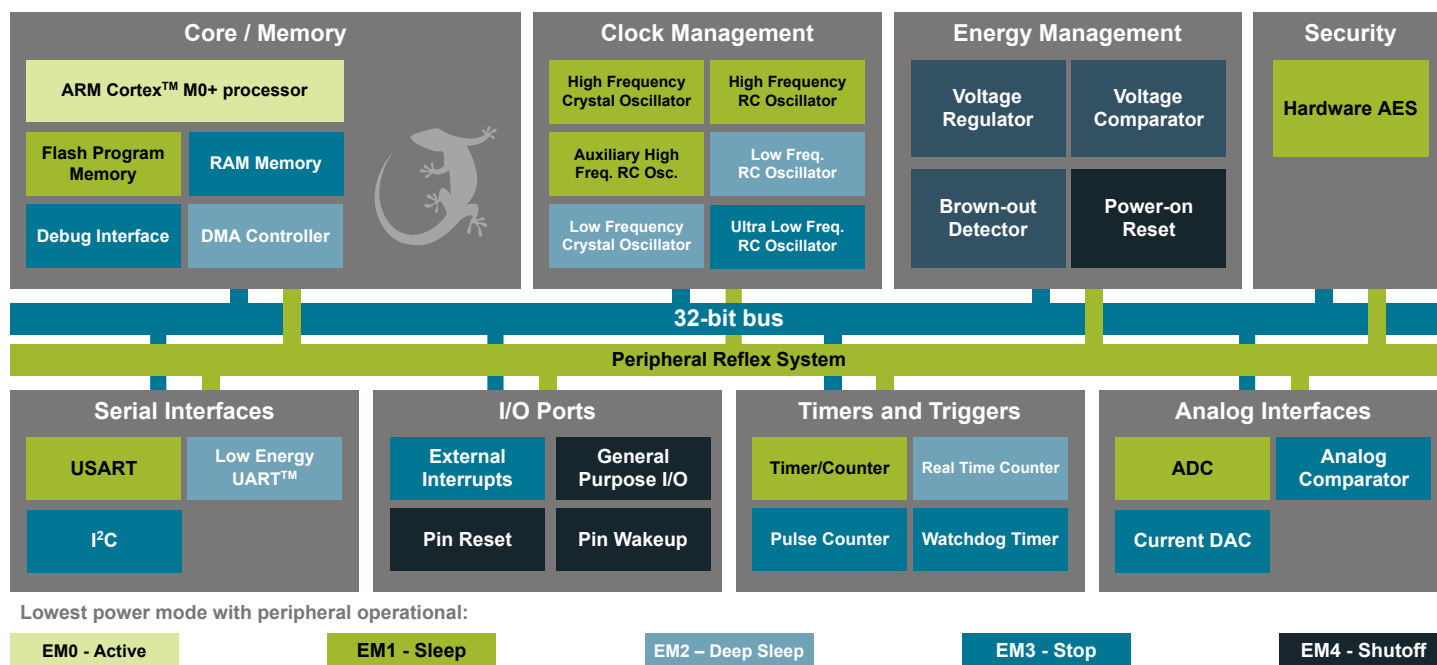 Core / Memory
ARM Cortex™ M0+ processor
Flash Program
Memory
RAM Memory
Debug Interface
DMA Controller
Clock Management
High Frequency
Crystal Oscillator
High Frequency
RC Oscillator
Auxiliary High
Freq. RC Osc.
Low Freq.
RC Oscillator
Low Frequency
Crystal Oscillator
Ultra Low Freq.
RC Oscillator
Energy Management
Voltage
Regulator
Voltage
Comparator
Brown-out
Detector
Power-on
Reset
Security
Hardware AES
32-bit bus
Peripheral Reflex System
Serial Interfaces
USART
Low Energy
UART™
I²C
I/O Ports
External
Interrupts
General
Purpose I/O
Pin Reset
Pin Wakeup
Timers and Triggers
Timer/Counter
Real Time Counter
Pulse Counter
Watchdog Timer
Analog Interfaces
ADC
Analog
Comparator
Current DAC
Lowest power mode with peripheral operational:
EM0 - Active
EM1 - Sleep
EM2 – Deep Sleep
EM3 - Stop
EM4 - Shutoff